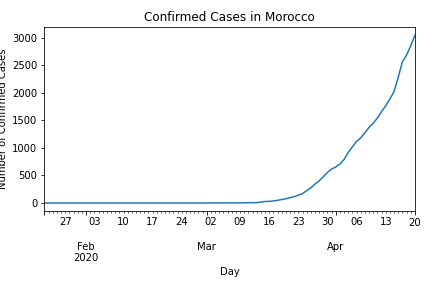 Confirmed Cases in Morocco
Number of Confirmed Cases
3000
2500
2000
1500
1000
500
0
27 03 10 17 24 02 09 16 23 30 06 13 20
Feb Mar Apr
2020
Day